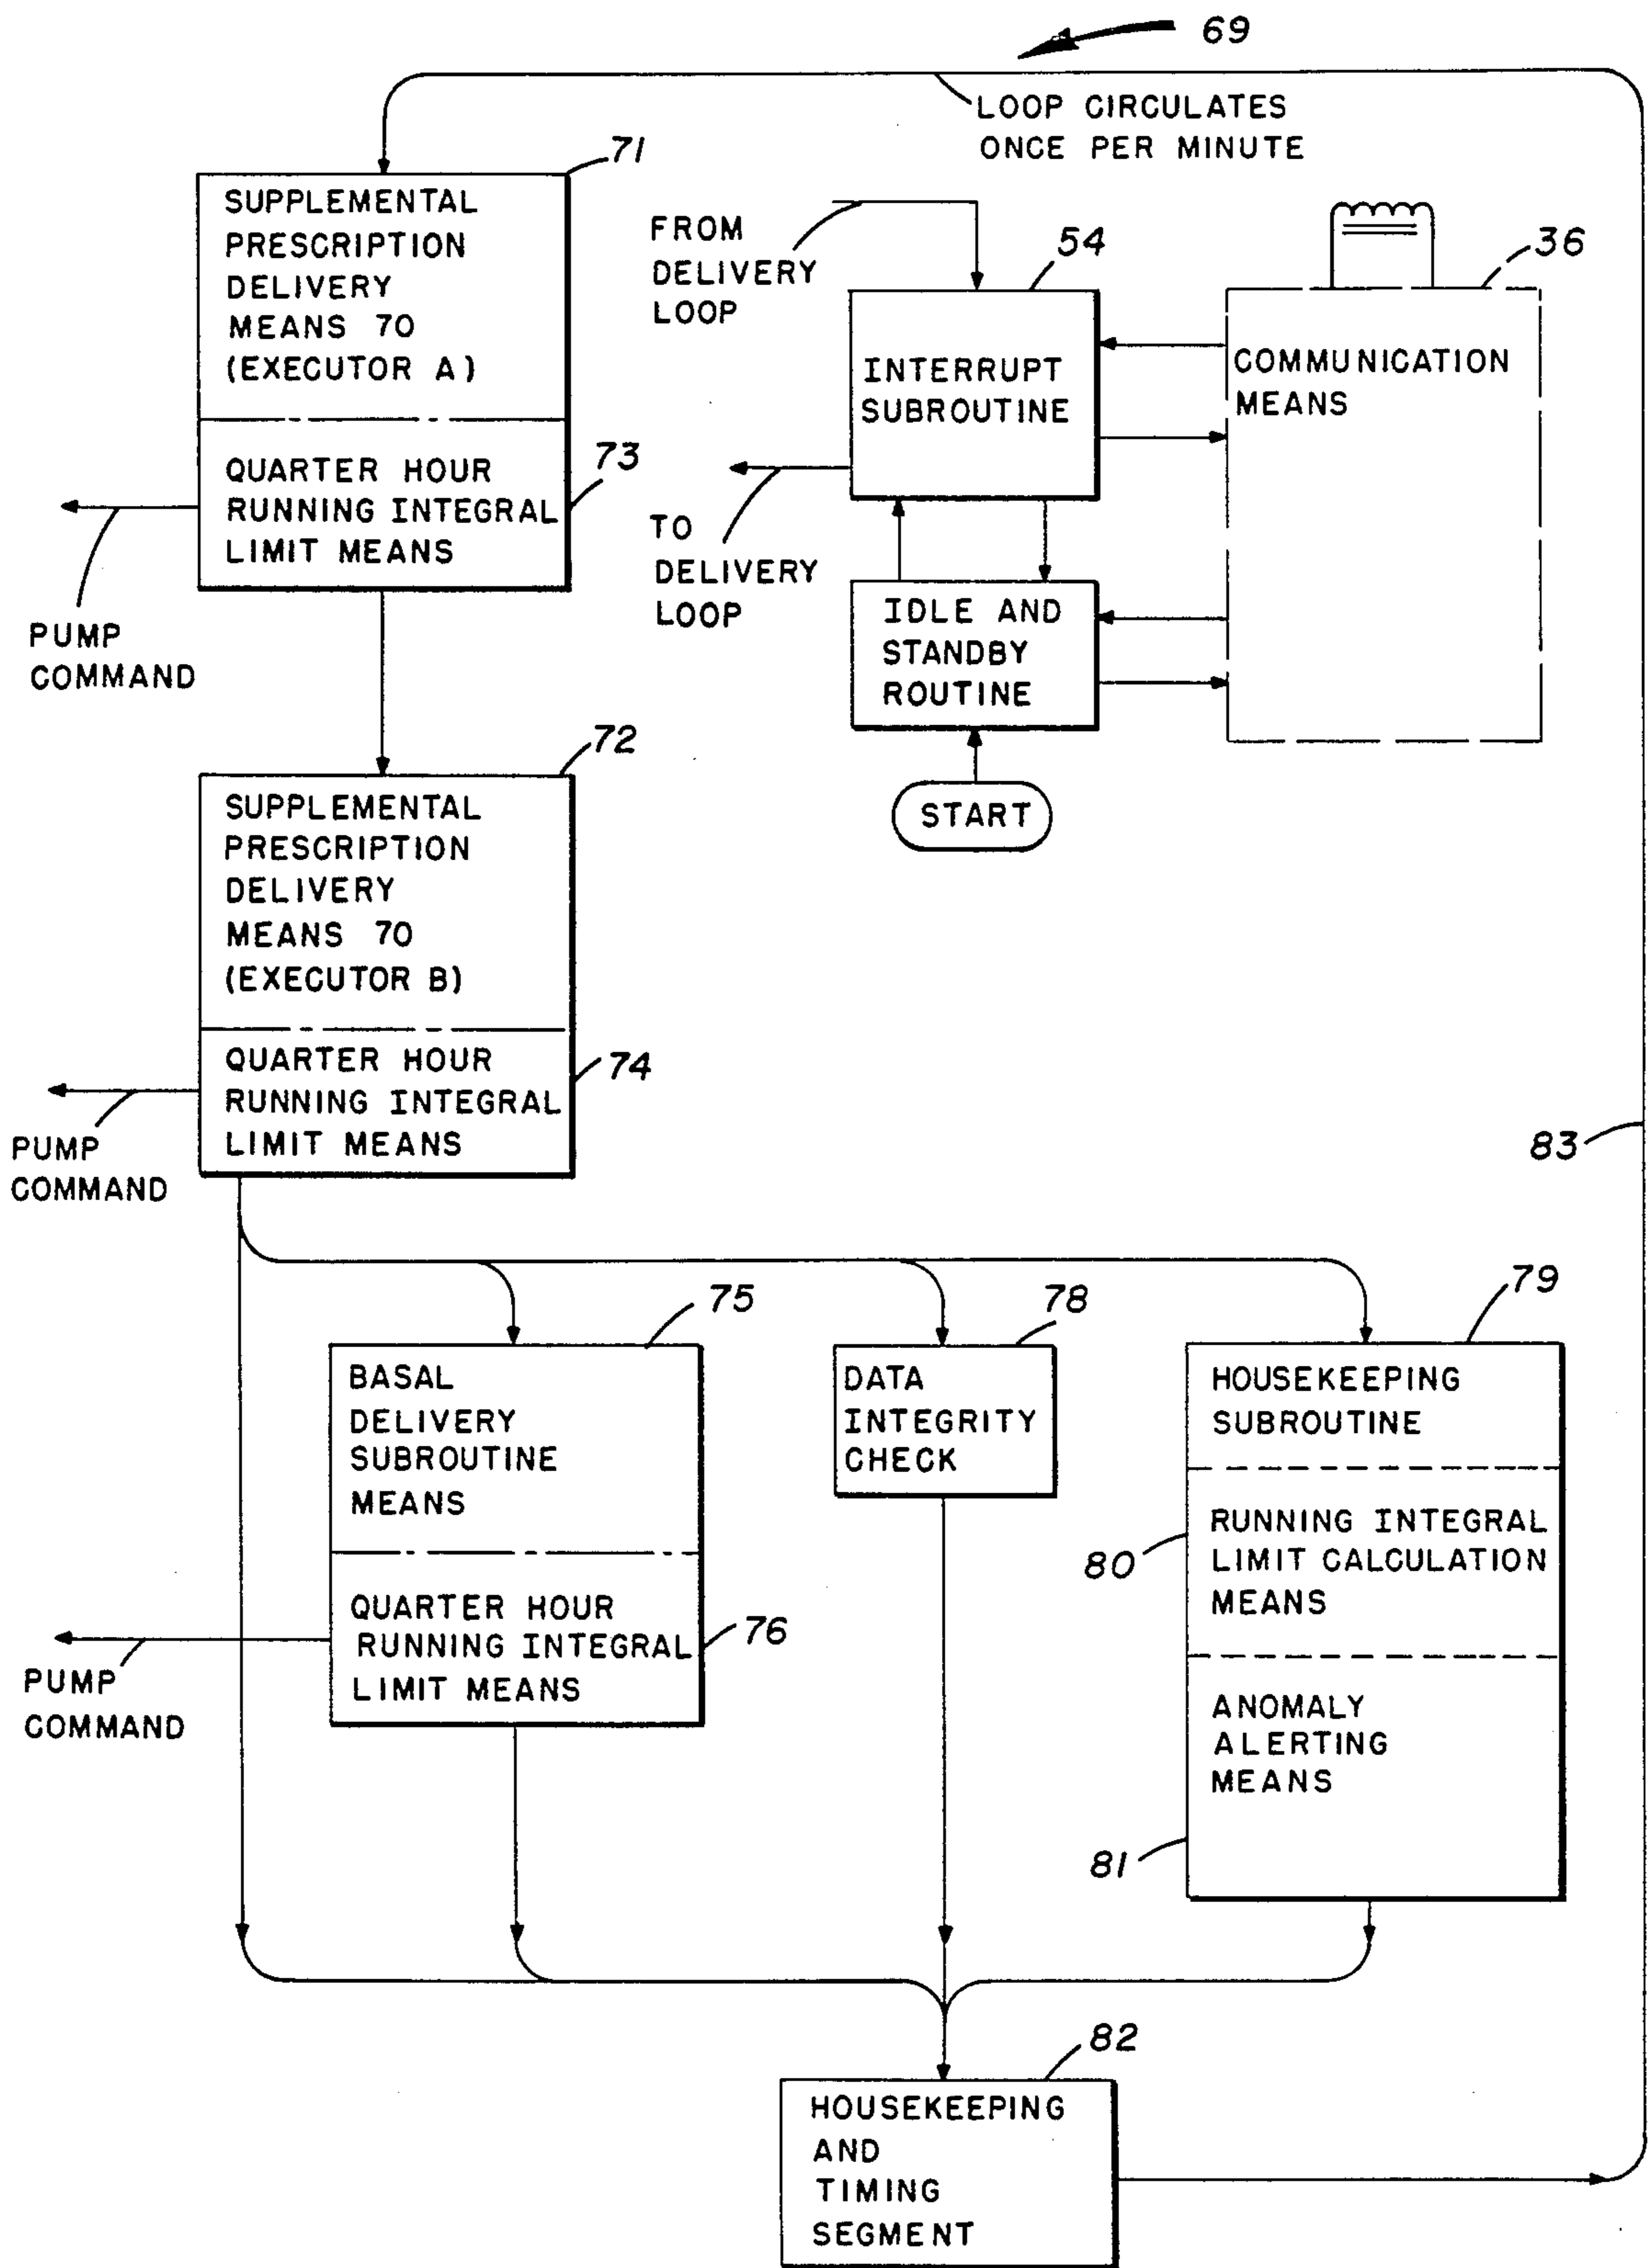 69
LOOP CIRCULATES
ONCE PER MINUTE
71
SUPPLEMENTAL
PRESCRIPTION
DELIVERY
MEANS 70
(EXECUTOR A)
73
QUARTER HOUR
RUNNING INTEGRAL
LIMIT MEANS
PUMP
COMMAND
FROM
DELIVERY
LOOP
54
INTERRUPT
SUBROUTINE
36
COMMUNICATION
MEANS
TO
DELIVERY
LOOP
IDLE AND
STANDBY
ROUTINE
START
72
SUPPLEMENTAL
PRESCRIPTION
DELIVERY
MEANS 70
(EXECUTOR B)
74
QUARTER HOUR
RUNNING INTEGRAL
LIMIT MEANS
PUMP
COMMAND
83
75
BASAL
DELIVERY
SUBROUTINE
MEANS
76
QUARTER HOUR
RUNNING INTEGRAL
LIMIT MEANS
PUMP
COMMAND
78
DATA
INTEGRITY
CHECK
79
HOUSEKEEPING
SUBROUTINE
80
RUNNING INTEGRAL
LIMIT CALCULATION
MEANS
ANOMALY
ALERTING
MEANS
81
82
HOUSEKEEPING
AND
TIMING
SEGMENT